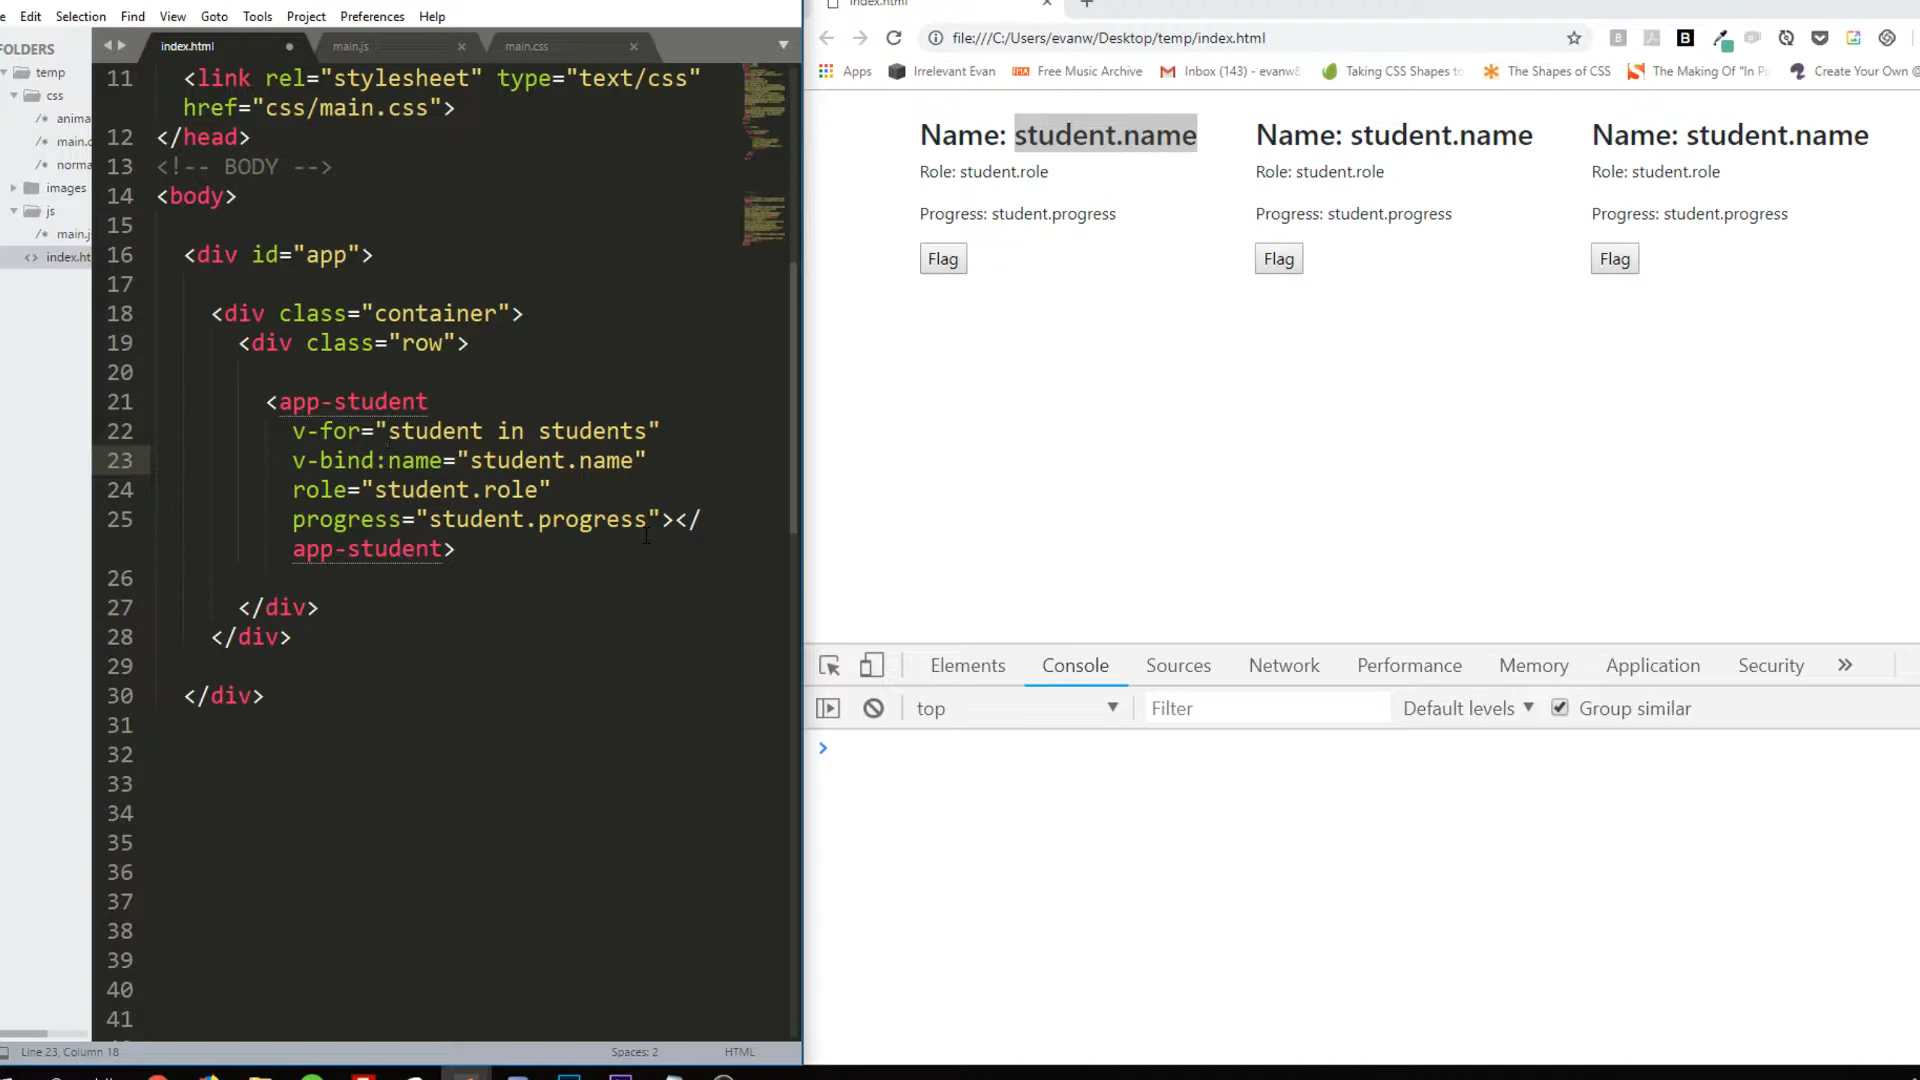 e Edit Selection Find View Goto Tools Project Preferences Help
FOLDERS
temp
css
/* anima
/* main.c
/* norma
images
js
/* main.j
<> index.ht
index.html
main.js
main.css
11 <link rel="stylesheet" type="text/css"
href="css/main.css">
12 </head>
13 <!-- BODY -->
14 <body>
15
16 <div id="app">
17
18 <div class="container">
19 <div class="row">
20
21 <app-student
22 v-for="student in students"
23 v-bind:name="student.name"
24 role="student.role"
25 progress="student.progress"></
app-student>
26
27 </div>
28 </div>
29
30 </div>
31
32
33
34
35
36
37
38
39
40
41
Line 23, Column 18
Spaces: 2
HTML
index.html
file:///C:/Users/evanw/Desktop/temp/index.html
Apps
Irrelevant Evan
Free Music Archive
Inbox (143) - evanw8
Taking CSS Shapes to
The Shapes of CSS
The Making Of "In P
Create Your Own @
Name: student.name
Role: student.role
Progress: student.progress
Flag
Name: student.name
Role: student.role
Progress: student.progress
Flag
Name: student.name
Role: student.role
Progress: student.progress
Flag
Elements Console Sources Network Performance Memory Application Security »
top
Filter
Default levels
Group similar
>